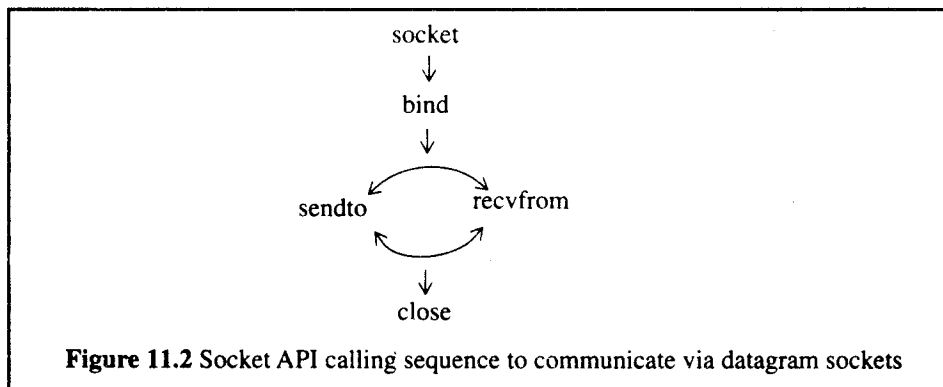 socket
bind
sendto
recvfrom
close
Figure 11.2 Socket API calling sequence to communicate via datagram sockets